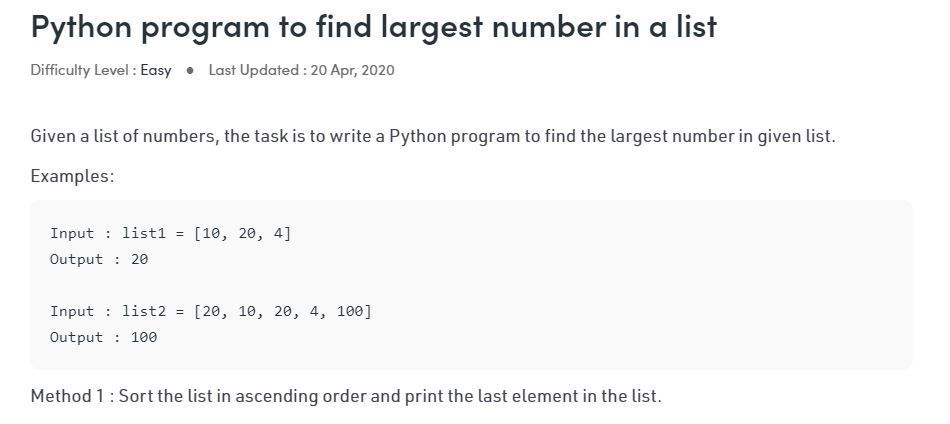 Python program to find largest number in a list
Difficulty Level : Easy ● Last Updated : 20 Apr, 2020
Given a list of numbers, the task is to write a Python program to find the largest number in given list.
Examples:
Input : list1 = [10, 20, 4]
Output : 20
Input : list2 = [20, 10, 20, 4, 100]
Output : 100
Method 1 : Sort the list in ascending order and print the last element in the list.